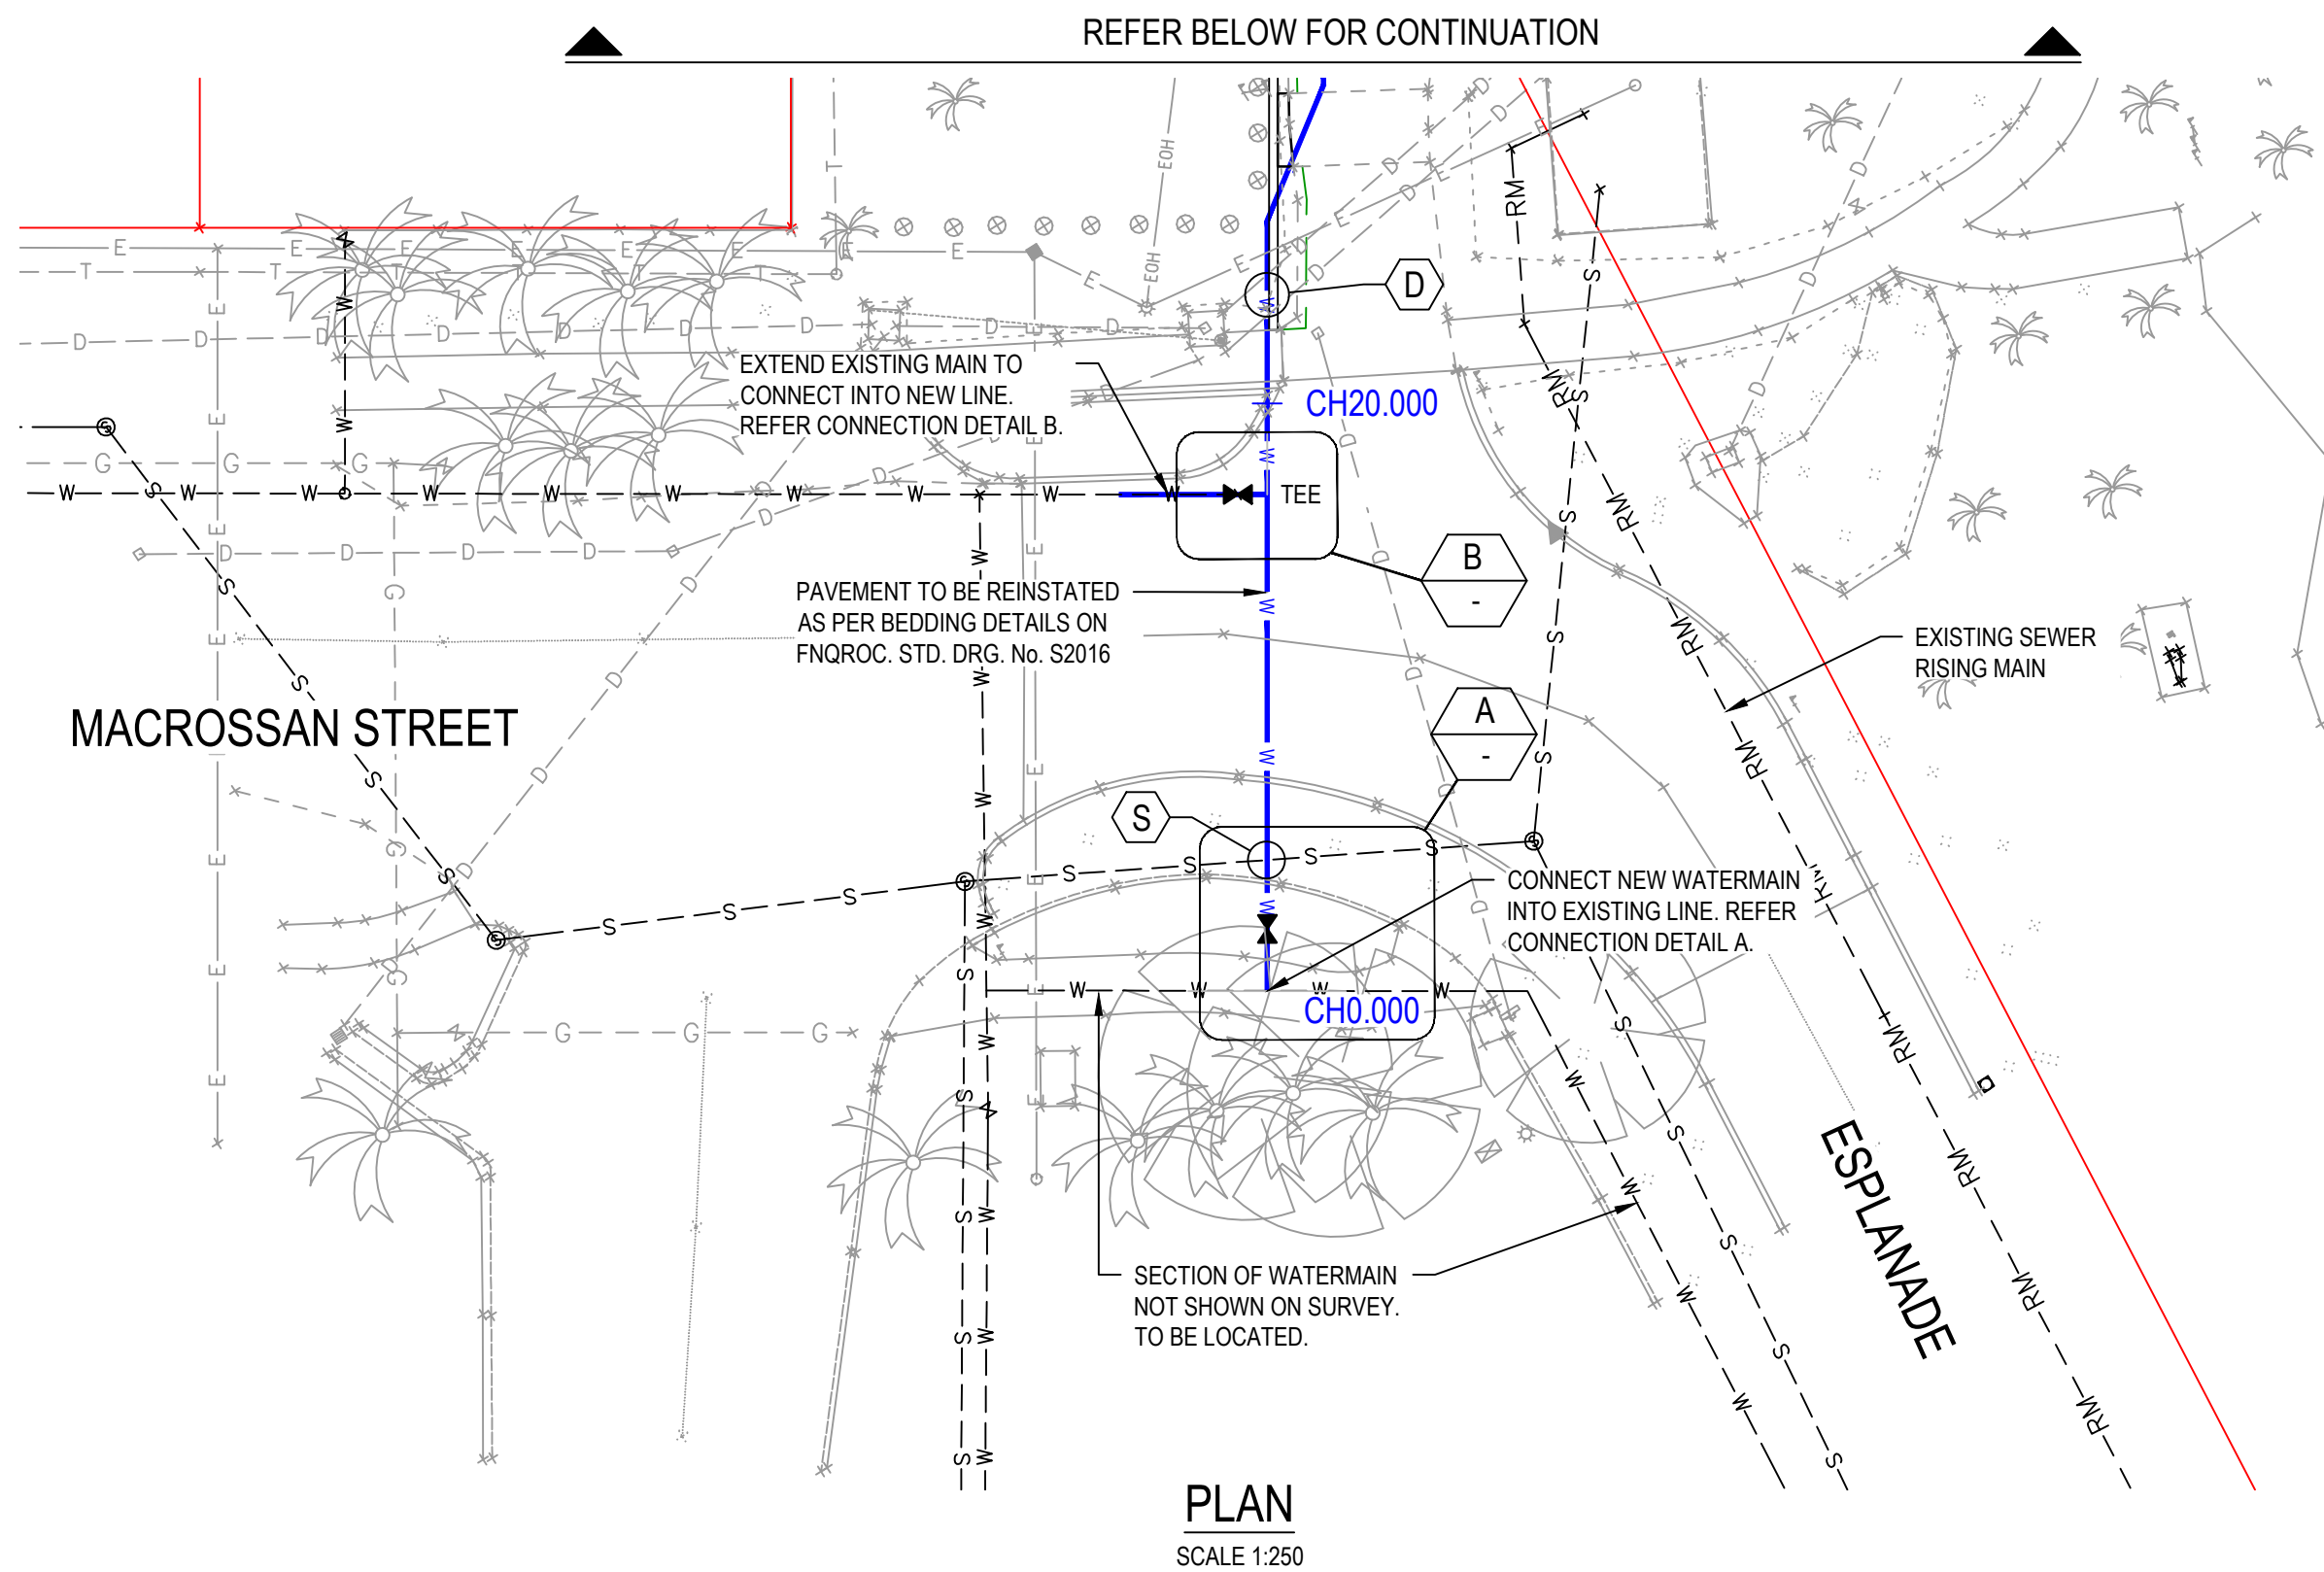 REFER BELOW FOR CONTINUATION
EXTEND EXISTING MAIN TO
CONNECT INTO NEW LINE.
REFER CONNECTION DETAIL B.
D
CH20.000
TEE
B
-
PAVEMENT TO BE REINSTATED
AS PER BEDDING DETAILS ON
FNQROC. STD. DRG. No. S2016
EXISTING SEWER
RISING MAIN
MACROSSAN STREET
A
-
S
CONNECT NEW WATERMAIN
INTO EXISTING LINE. REFER
CONNECTION DETAIL A.
CH0.000
ESPLANADE
SECTION OF WATERMAIN
NOT SHOWN ON SURVEY.
TO BE LOCATED.
PLAN
SCALE 1:250